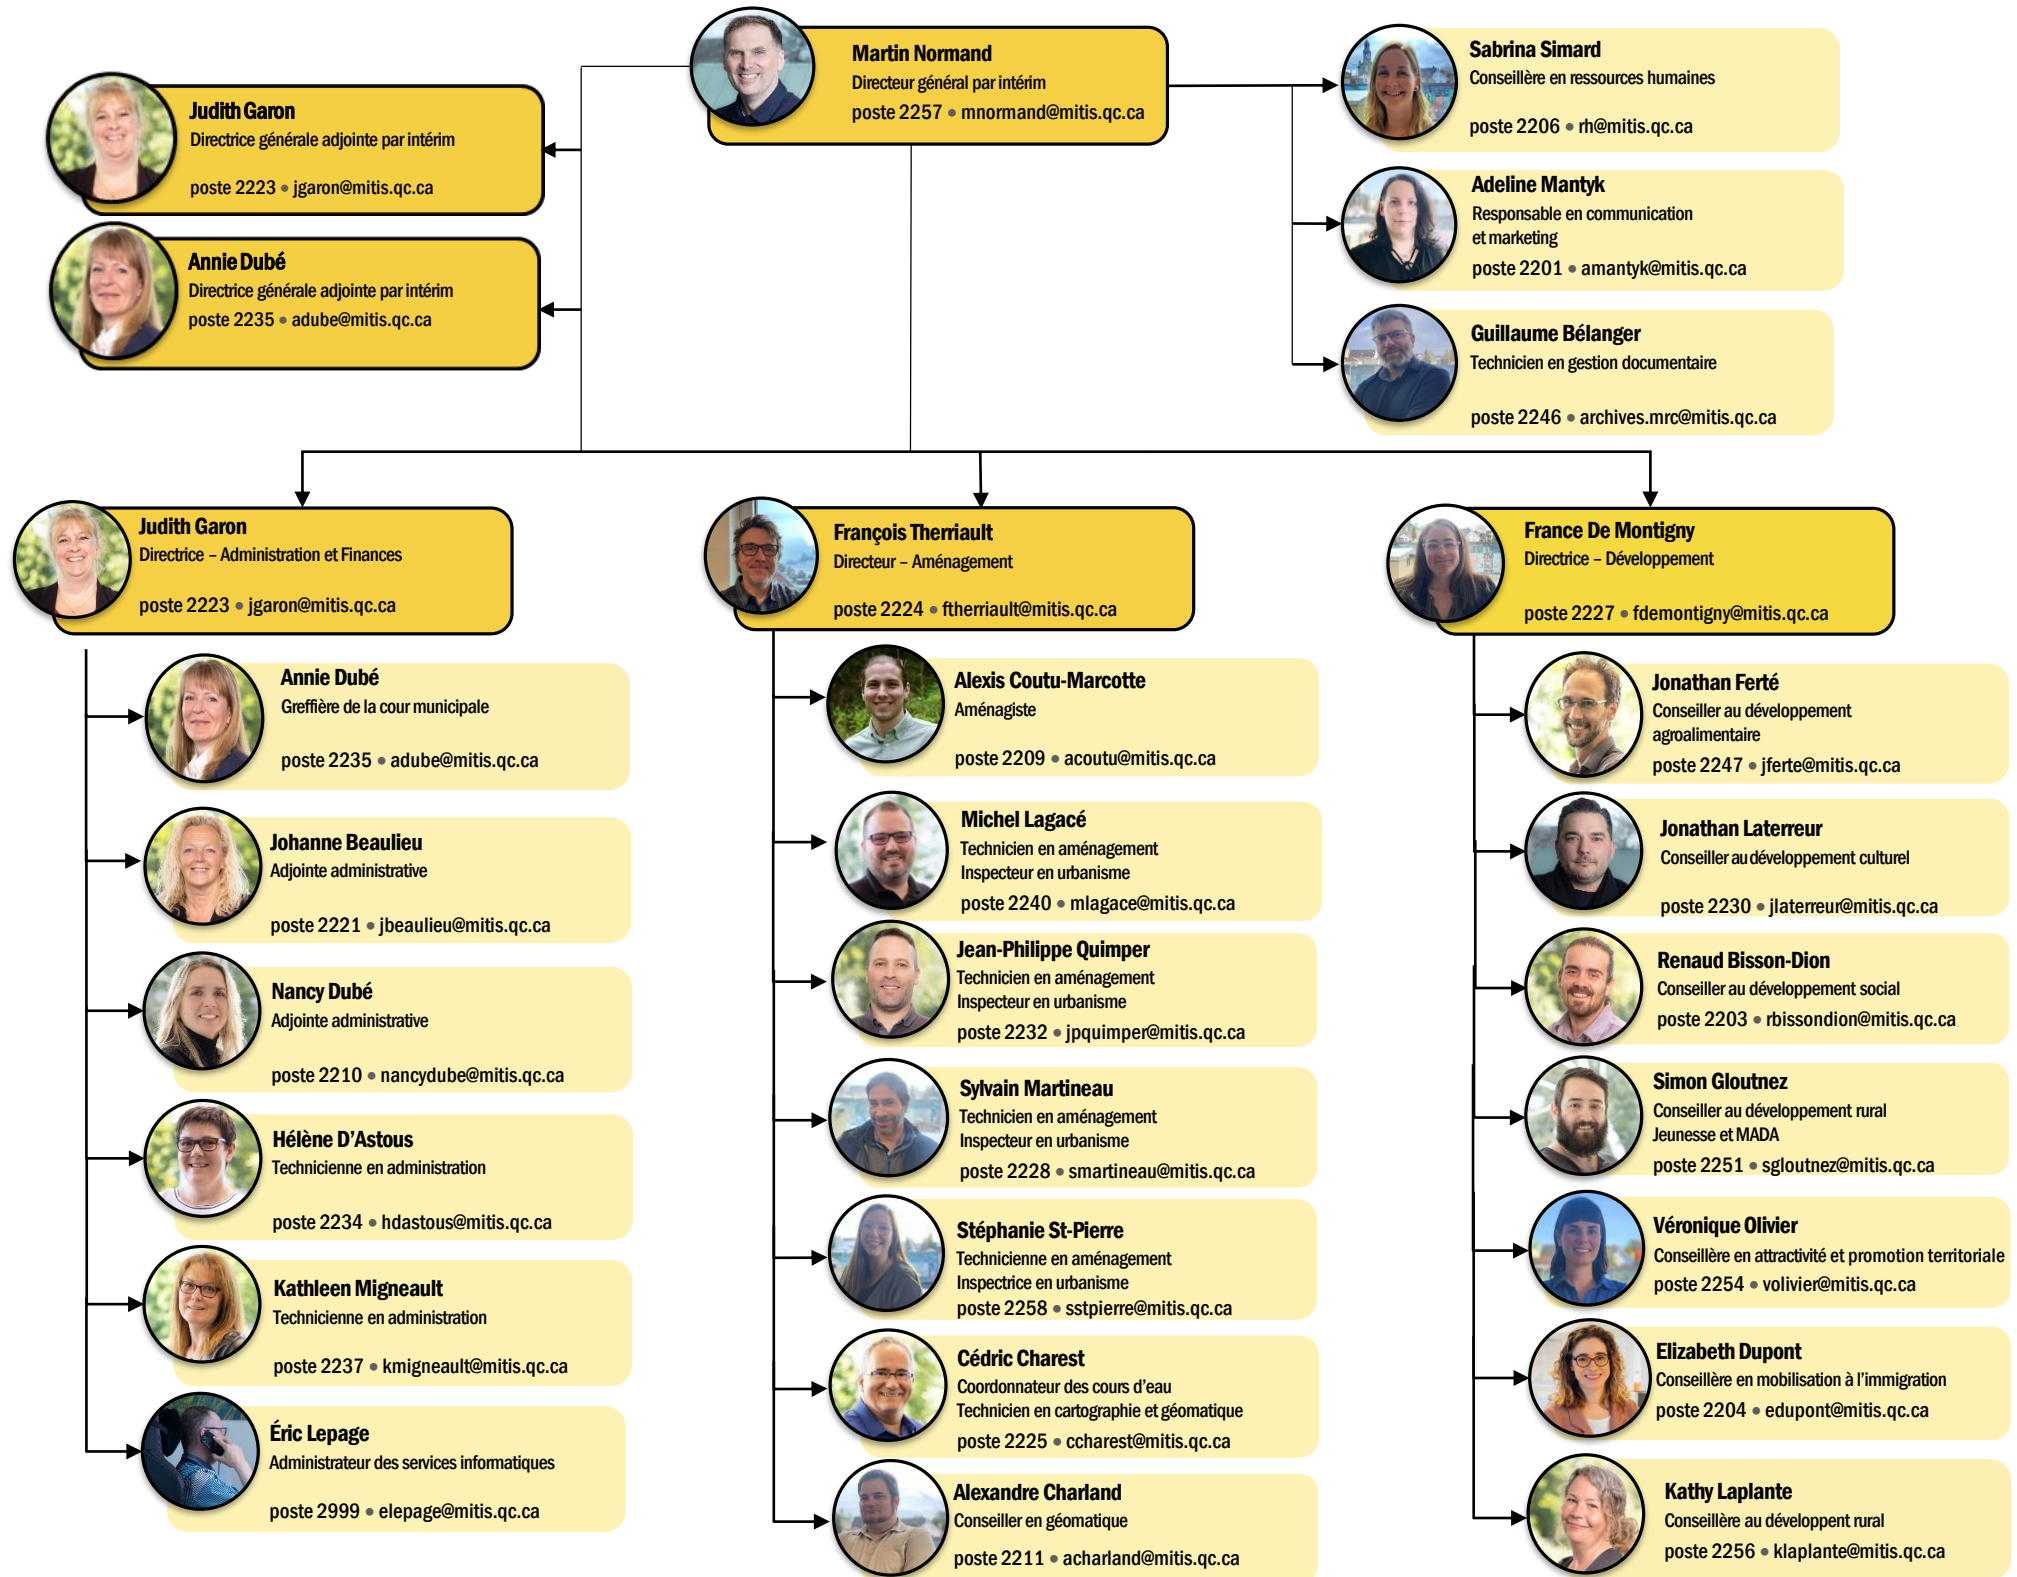 Martin Normand
Directeur général par intérim
poste 2257 • mnormand@mitis.qc.ca
Judith Garon
Directrice générale adjointe par intérim
poste 2223 • jgaron@mitis.qc.ca
Annie Dubé
Directrice générale adjointe par intérim
poste 2235 • adube@mitis.qc.ca
Sabrina Simard
Conseillère en ressources humaines
poste 2206 • rh@mitis.qc.ca
Adeline Mantyk
Responsable en communication
et marketing
poste 2201 • amantyk@mitis.qc.ca
Guillaume Bélanger
Technicien en gestion documentaire
poste 2246 • archives.mrc@mitis.qc.ca
Judith Garon
Directrice – Administration et Finances
poste 2223 • jgaron@mitis.qc.ca
Annie Dubé
Greffière de la cour municipale
poste 2235 • adube@mitis.qc.ca
Johanne Beaulieu
Adjointe administrative
poste 2221 • jbeaulieu@mitis.qc.ca
Nancy Dubé
Adjointe administrative
poste 2210 • nancydube@mitis.qc.ca
Hélène D’Astous
Technicienne en administration
poste 2234 • hdastous@mitis.qc.ca
Kathleen Migneault
Technicienne en administration
poste 2237 • kmigneault@mitis.qc.ca
Éric Lepage
Administrateur des services informatiques
poste 2999 • elepage@mitis.qc.ca
François Therriault
Directeur – Aménagement
poste 2224 • ftherriault@mitis.qc.ca
Alexis Coutu-Marcotte
Aménagiste
poste 2209 • acoutu@mitis.qc.ca
Michel Lagacé
Technicien en aménagement
Inspecteur en urbanisme
poste 2240 • mlagace@mitis.qc.ca
Jean-Philippe Quimper
Technicien en aménagement
Inspecteur en urbanisme
poste 2232 • jpquimper@mitis.qc.ca
Sylvain Martineau
Technicien en aménagement
Inspecteur en urbanisme
poste 2228 • smartineau@mitis.qc.ca
Stéphanie St-Pierre
Technicienne en aménagement
Inspectrice en urbanisme
poste 2258 • sstpierre@mitis.qc.ca
Cédric Charest
Coordonnateur des cours d’eau
Technicien en cartographie et géomatique
poste 2225 • ccharest@mitis.qc.ca
Alexandre Charland
Conseiller en géomatique
poste 2211 • acharland@mitis.qc.ca
France De Montigny
Directrice – Développement
poste 2227 • fdemontigny@mitis.qc.ca
Jonathan Ferté
Conseiller au développement
agroalimentaire
poste 2247 • jferte@mitis.qc.ca
Jonathan Laterreur
Conseiller au développement culturel
poste 2230 • jlaterreur@mitis.qc.ca
Renaud Bisson-Dion
Conseiller au développement social
poste 2203 • rbissondion@mitis.qc.ca
Simon Gloutnez
Conseiller au développement rural
Jeunesse et MADA
poste 2251 • sgloutnez@mitis.qc.ca
Véronique Olivier
Conseillère en attractivité et promotion territoriale
poste 2254 • volivier@mitis.qc.ca
Elizabeth Dupont
Conseillère en mobilisation à l’immigration
poste 2204 • edupont@mitis.qc.ca
Kathy Laplante
Conseillère au développent rural
poste 2256 • klaplante@mitis.qc.ca